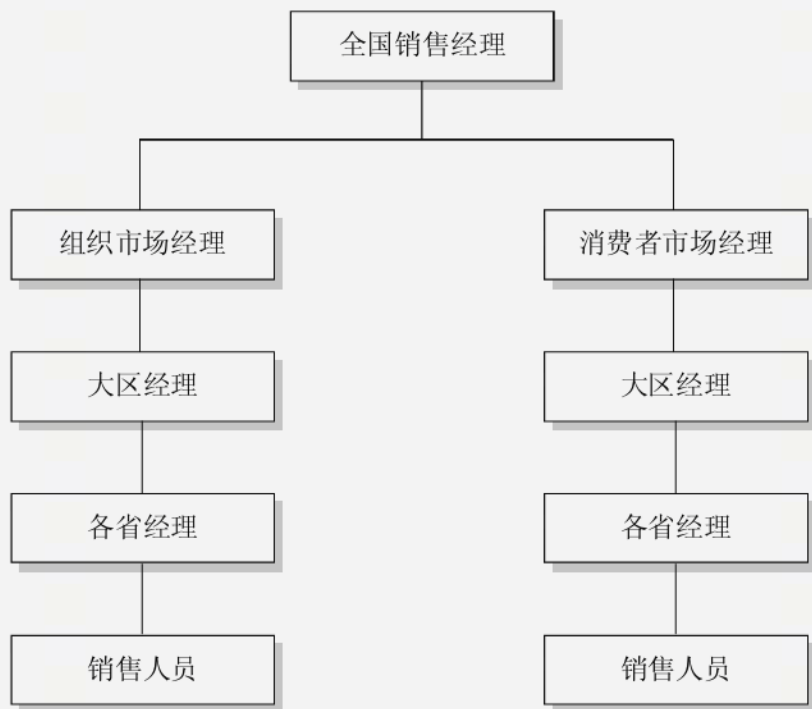 全国销售经理
组织市场经理
消费者市场经理
大区经理
大区经理
各省经理
各省经理
销售人员
销售人员